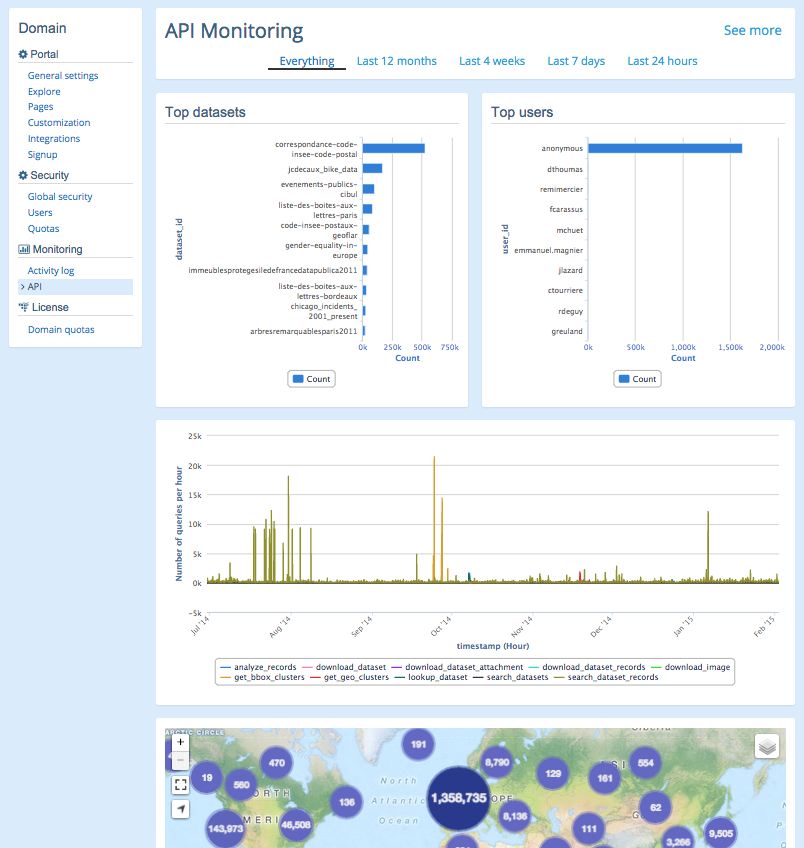 Domain
Portal
General settings
Explore
Pages
Customization
Integrations
Signup
Security
Global security
Users
Quotas
Monitoring
Activity log
> API
License
Domain quotas
API Monitoring
See more
Everything Last 12 months Last 4 weeks Last 7 days Last 24 hours
Top datasets
dataset_id
correspondance-code-
insee-code-postal
jcdecaux_bike_data
evenements-publics-
cibul
liste-des-boites-aux-
lettres-paris
code-insee-postaux-
geoflar
gender-equality-in-
europe
immeublesprotegesiledefrancedatapublica2011
liste-des-boites-aux-
lettres-bordeaux
chicago_incidents_
2001_present
arbresremarquablesparis2011
0k 250k 500k 750k
Count
Count
Top users
user_id
anonymous
dthoumas
remimercier
fcarassus
mchuet
emmanuel.magnier
jlazard
ctourriere
rdeguy
greuland
0k 500k 1,000k 1,500k 2,000k
Count
Count
Number of queries per hour
25k
20k
15k
10k
5k
0k
-5k
Jul '14 Aug '14 Sep '14 Oct '14 Nov '14 Dec '14 Jan '15 Feb '15
timestamp (Hour)
analyze_records download_dataset download_dataset_attachment download_dataset_records download_image
get_bbox_clusters get_geo_clusters lookup_dataset search_datasets search_dataset_records
ARCTIC CIRCLE
+
−
191
470
8,790
554
19
560
129
161
North
Atlantic
Ocean
136
1,358,735
62
143,973
46,508
8,136
111
3,266
9,505